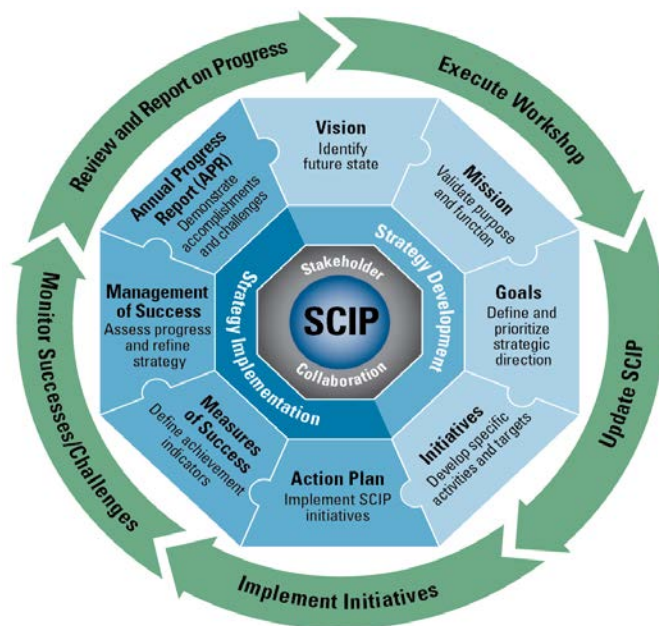 Review and Report on Progress
Execute Workshop
Update SCIP
Implement Initiatives
Monitor Successes/Challenges
Vision
Identify
future state
Mission
Validate purpose
and function
Goals
Define and
prioritize
strategic
direction
Initiatives
Develop specific
activities and targets
Action Plan
Implement SCIP
initiatives
Measures
of Success
Define achievement
indicators
Management
of Success
Assess progress
and refine
strategy
Annual Progress
Report (APR)
Demonstrate
accomplishments
and challenges
Strategy Development
Strategy Implementation
Stakeholder
SCIP
Collaboration